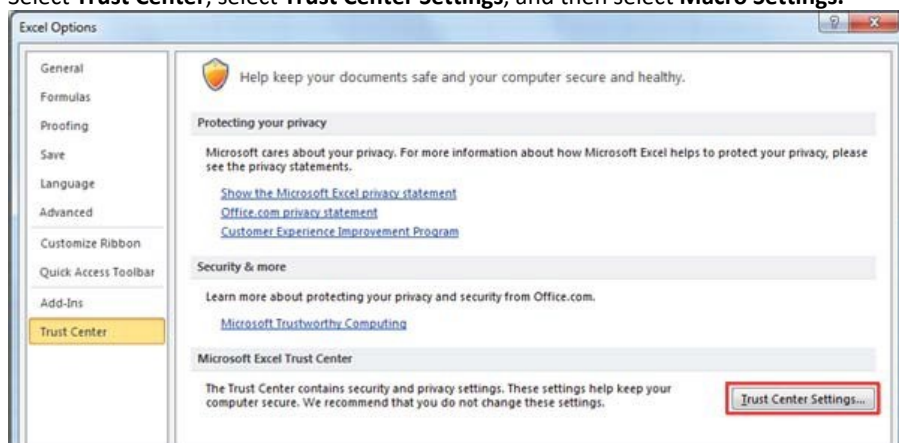 Select Trust Center, select Trust Center Settings, and then select Macro Settings.
Excel Options
General
Formulas
Proofing
Save
Language
Advanced
Customize Ribbon
Quick Access Toolbar
Add-Ins
Trust Center
Help keep your documents safe and your computer secure and healthy.
Protecting your privacy
Microsoft cares about your privacy. For more information about how Microsoft Excel helps to protect your privacy, please
see the privacy statements.
Show the Microsoft Excel privacy statement
Office.com privacy statement
Customer Experience Improvement Program
Security & more
Learn more about protecting your privacy and security from Office.com.
Microsoft Trustworthy Computing
Microsoft Excel Trust Center
The Trust Center contains security and privacy settings. These settings help keep your
computer secure. We recommend that you do not change these settings.
Trust Center Settings...